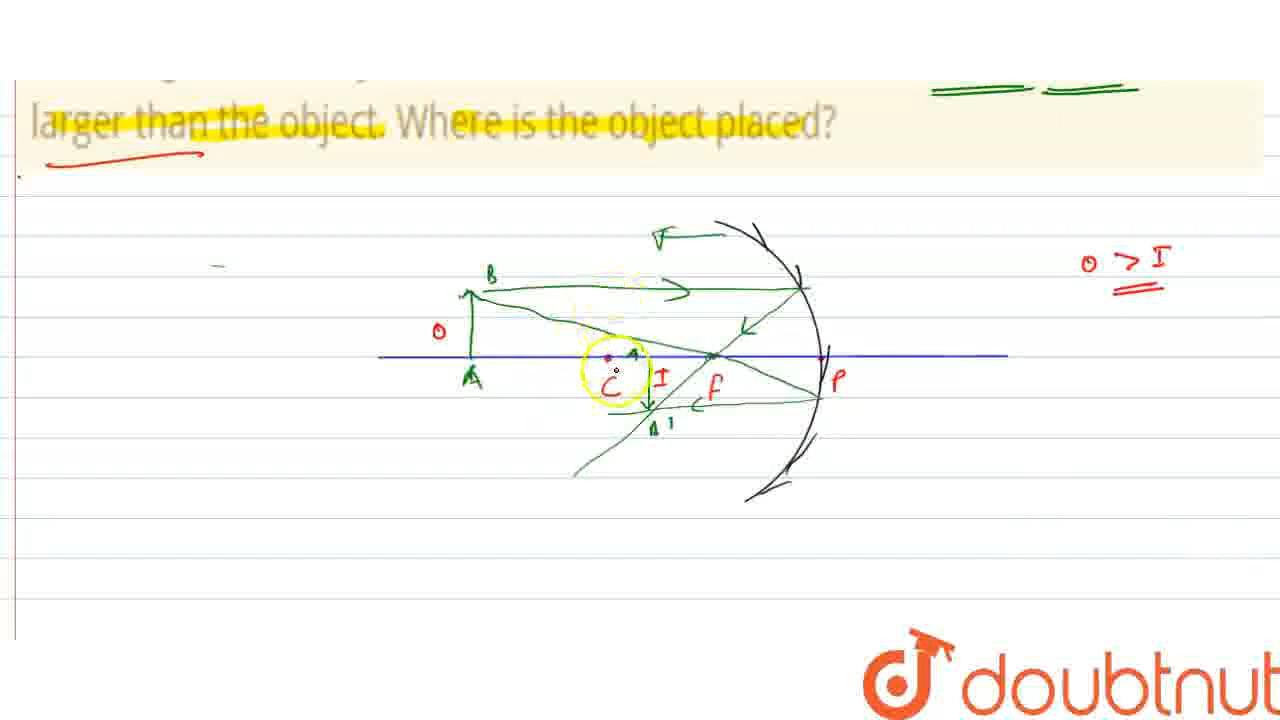 larger than the object. Where is the object placed?
O > I
B
O
A'
A
C
I
F
P
B'
doubtnut